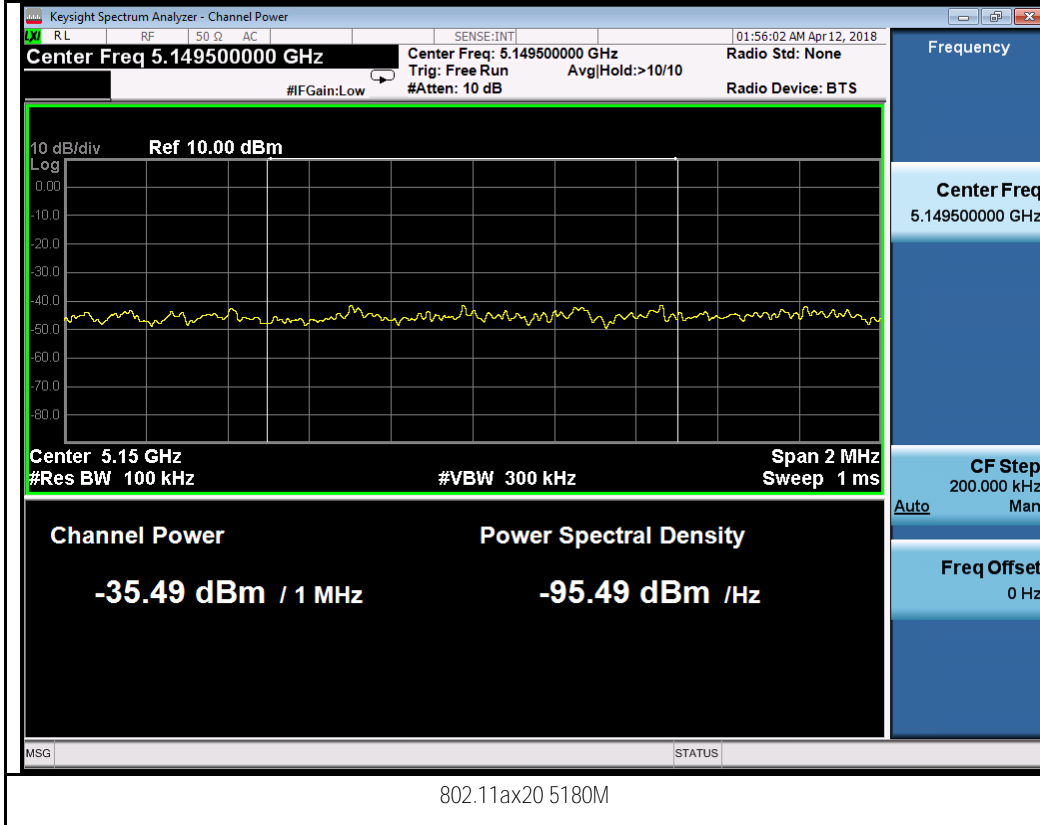 Keysight Spectrum Analyzer - Channel Power
LXI RL RF 50 Ω AC SENSE:INT 01:56:02 AM Apr 12, 2018
Center Freq 5.149500000 GHz
Center Freq: 5.149500000 GHz Radio Std: None
Trig: Free Run Avg|Hold:>10/10
#IFGain:Low #Atten: 10 dB Radio Device: BTS
10 dB/div Ref 10.00 dBm
Log
0.00
-10.0
-20.0
-30.0
-40.0
-50.0
-60.0
-70.0
-80.0
Center 5.15 GHz Span 2 MHz
#Res BW 100 kHz #VBW 300 kHz Sweep 1 ms
Channel Power Power Spectral Density
-35.49 dBm / 1 MHz -95.49 dBm /Hz
MSG STATUS
Frequency
Center Freq
5.149500000 GHz
CF Step
200.000 kHz
Auto Man
Freq Offset
0 Hz
802.11ax20 5180M